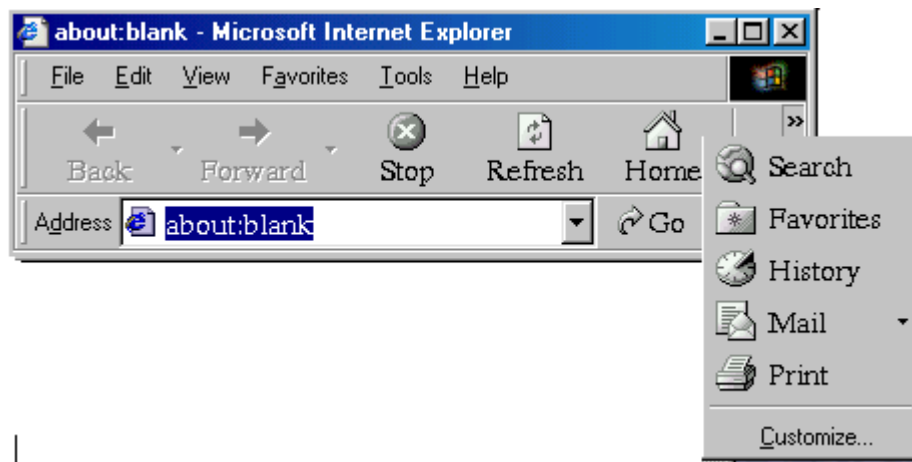 about:blank - Microsoft Internet Explorer
File Edit View Favorites Tools Help
Back Forward Stop Refresh Home »
Address about:blank Go
Search
Favorites
History
Mail
Print
Customize...